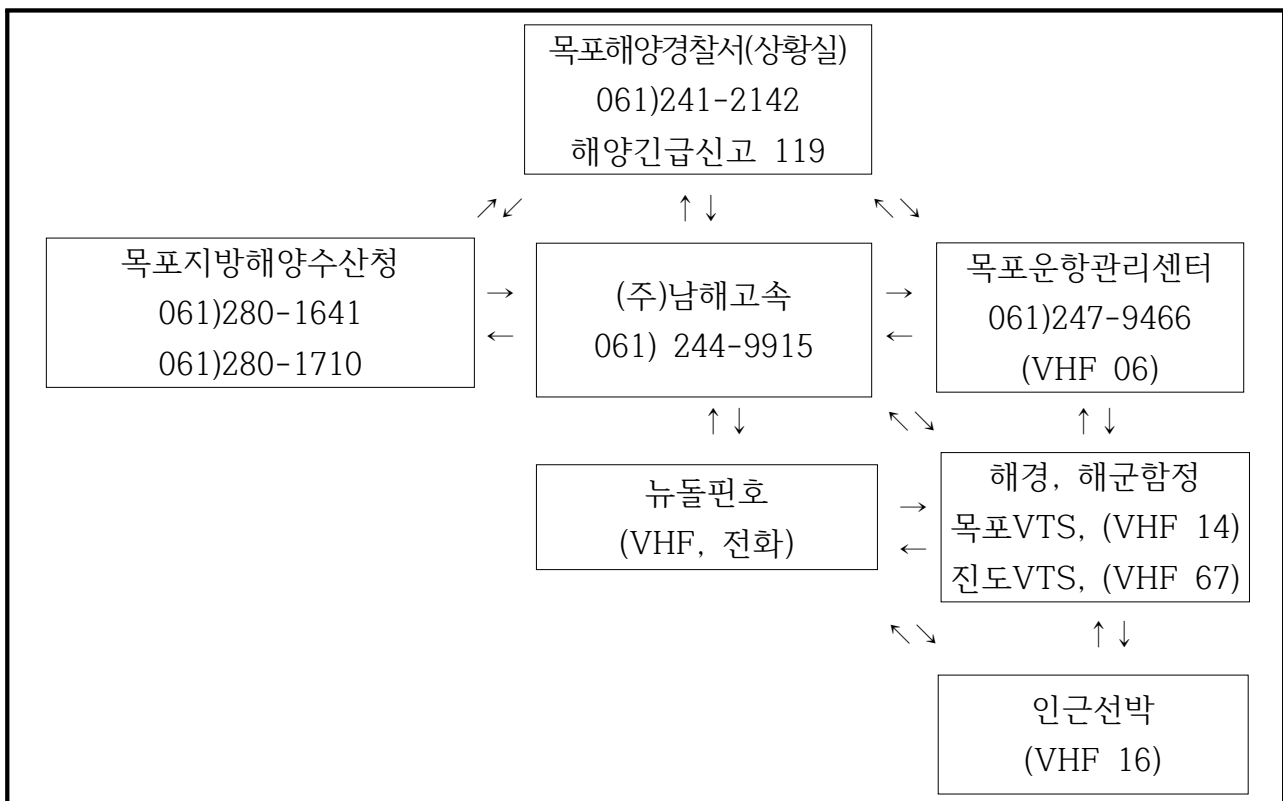 목포해양경찰서(상황실)
061)241-2142
해양긴급신고 119
↗↙ ↑↓ ↖↘
목포지방해양수산청
061)280-1641
061)280-1710
→
←
(주)남해고속
061) 244-9915
→
←
목포운항관리센터
061)247-9466
(VHF 06)
↑↓ ↖↘ ↑↓
뉴돌핀호
(VHF, 전화)
→
←
해경, 해군함정
목포VTS, (VHF 14)
진도VTS, (VHF 67)
↖↘ ↑↓
인근선박
(VHF 16)